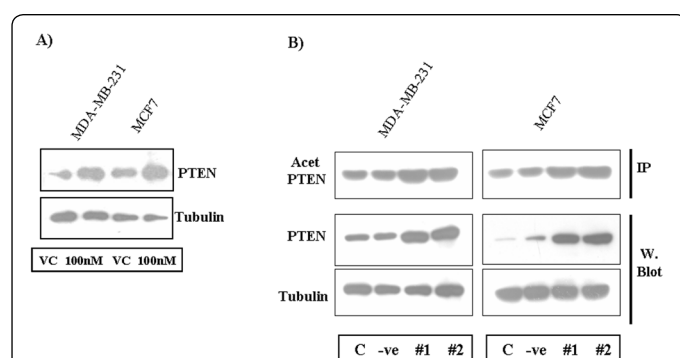 A)
MDA-MB-231
MCF7
PTEN
Tubulin
VC 100nM VC 100nM
B)
MDA-MB-231
MCF7
Acet
PTEN
IP
PTEN
W.
Blot
Tubulin
C -ve #1 #2
C -ve #1 #2